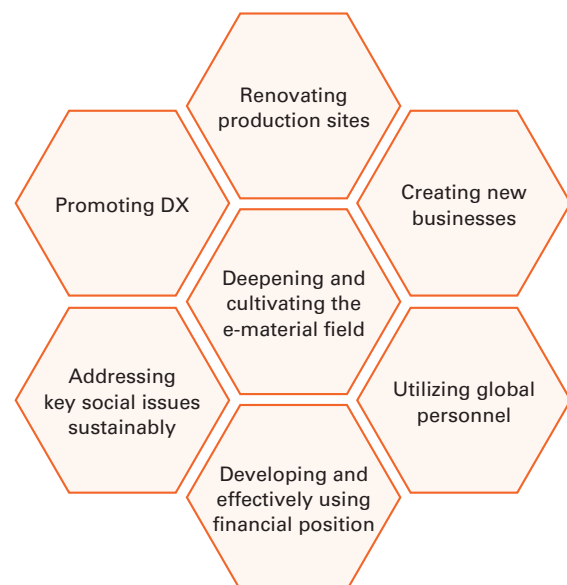 Renovating
production sites
Promoting DX
Creating new
businesses
Deepening and
cultivating the
e-material field
Addressing
key social issues
sustainably
Utilizing global
personnel
Developing and
effectively using
financial position